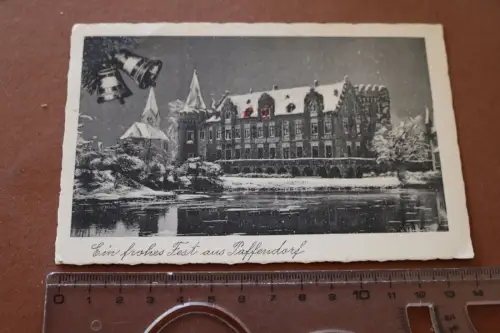 Ein frohes Fest aus Paffendorf
0 1 2 3 4 5 6 7 8 9 10 11 12 13